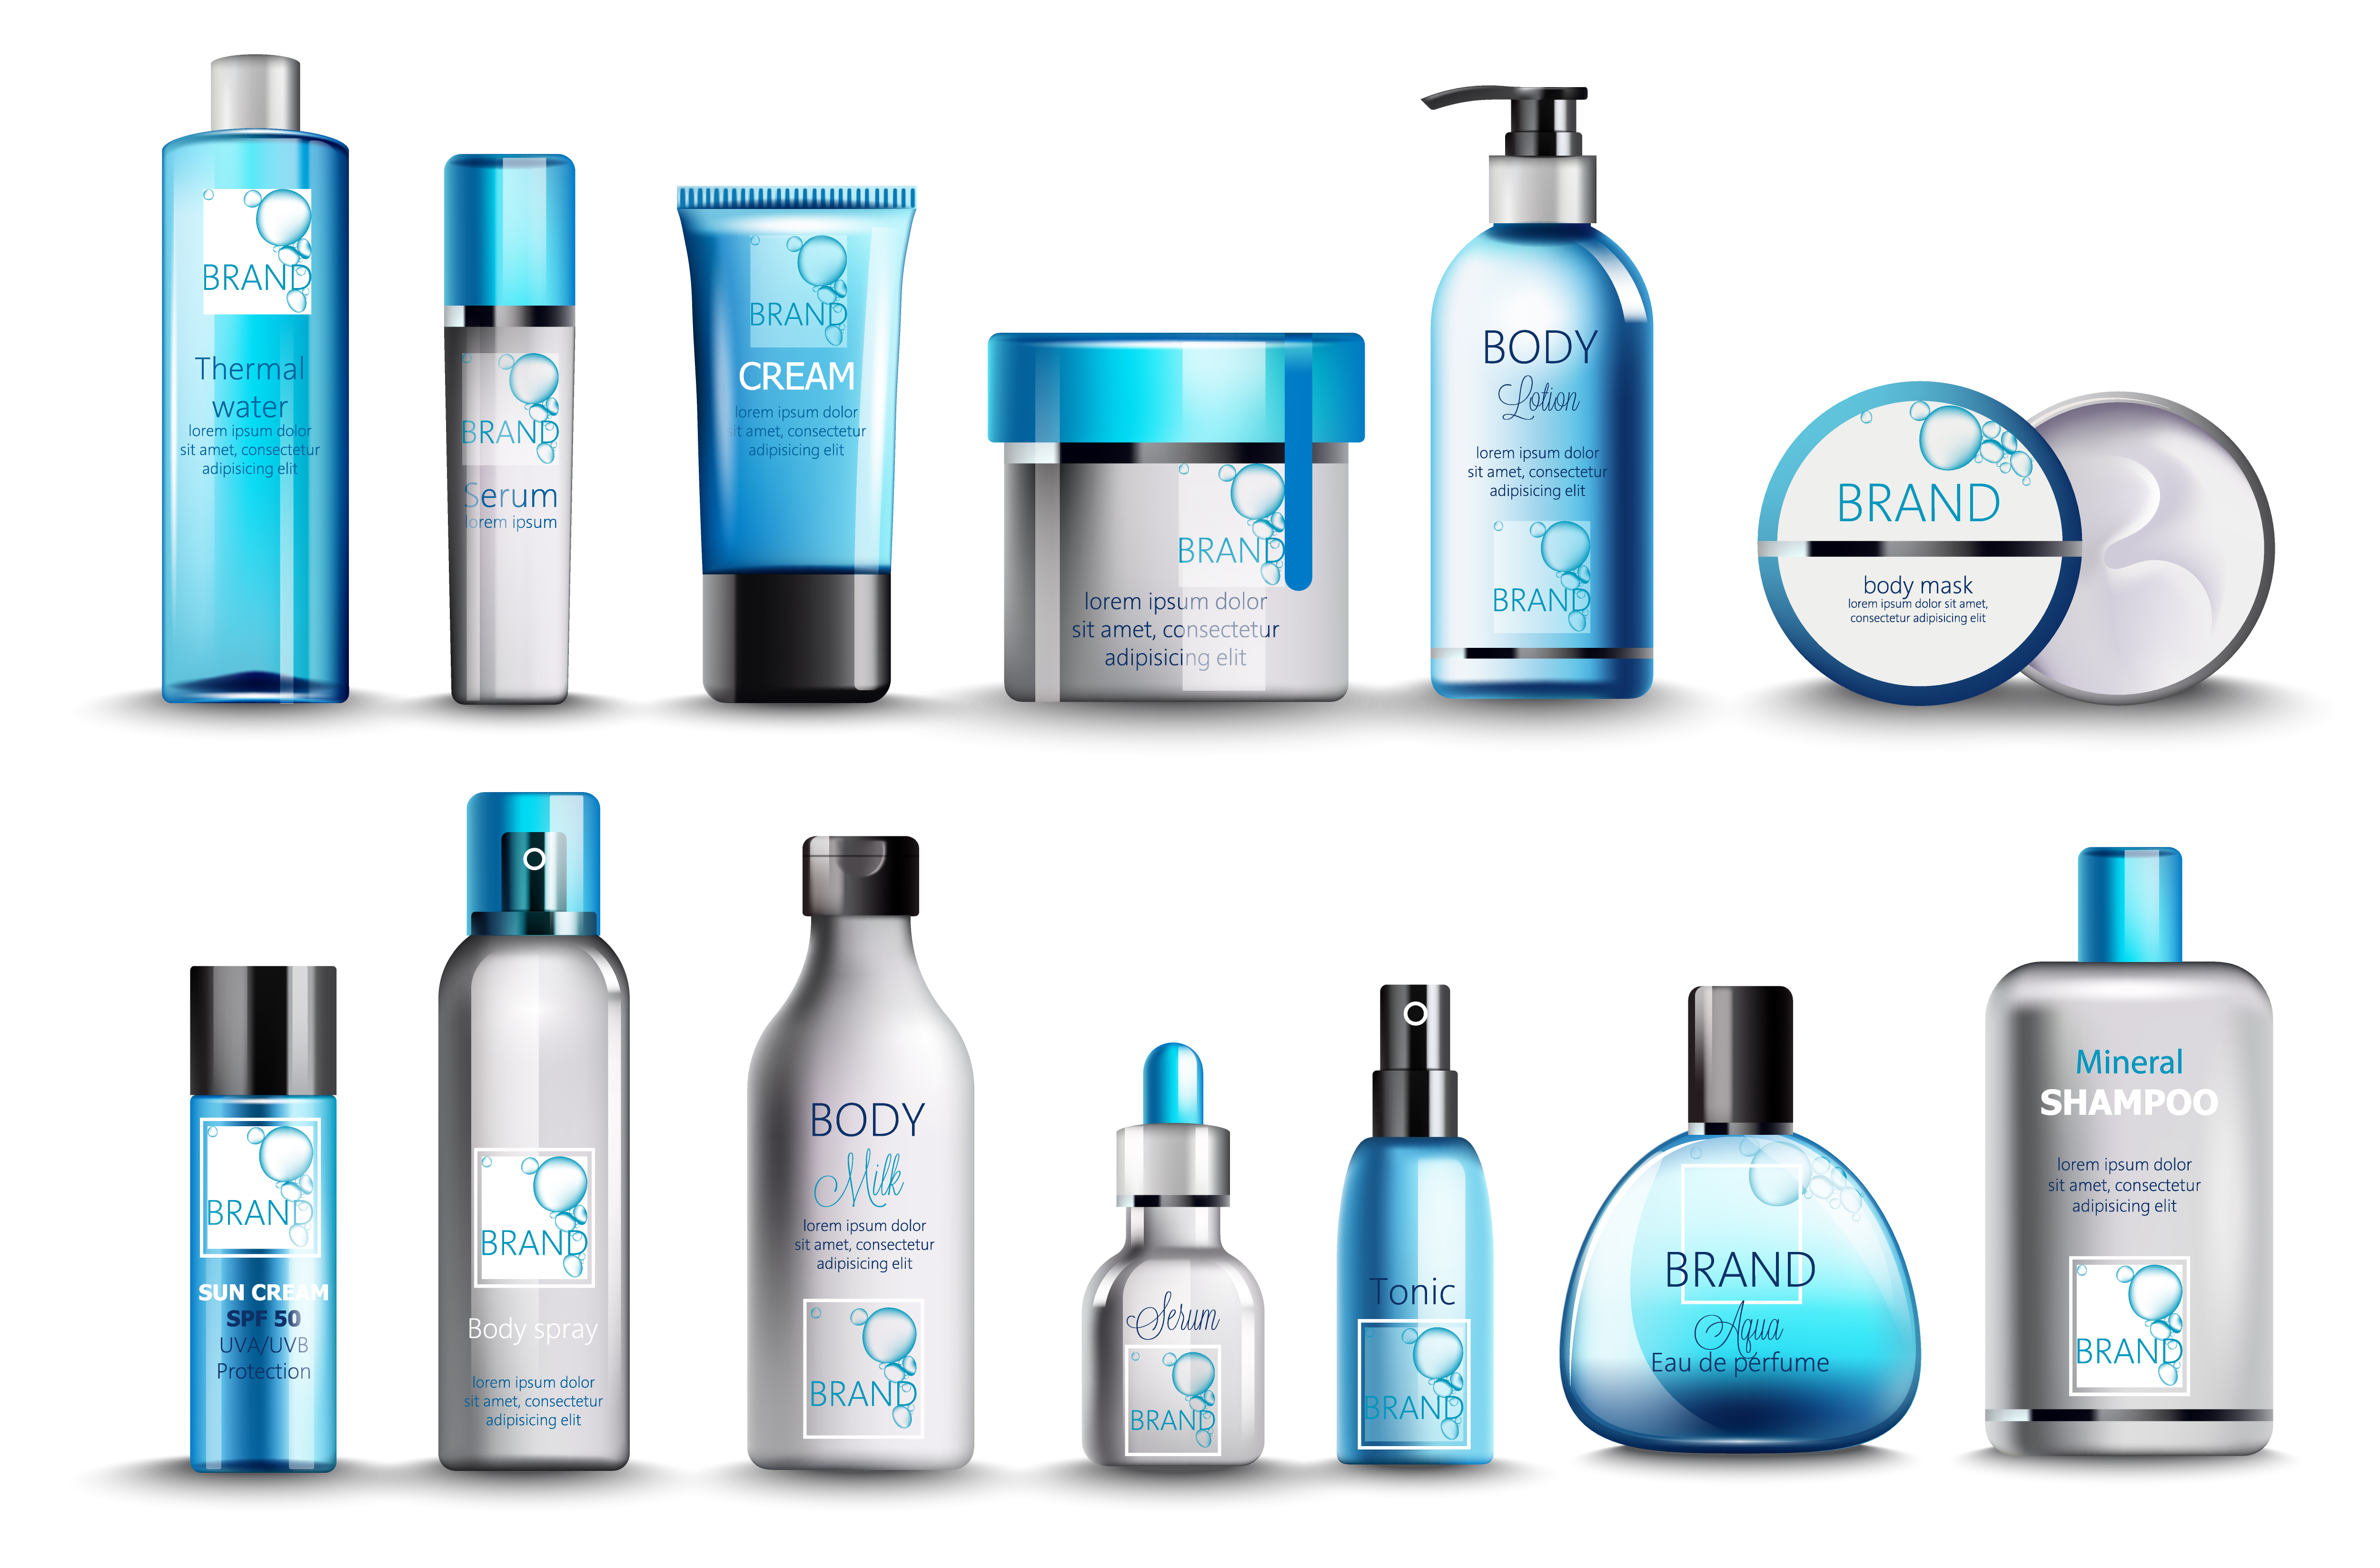 BRAND
Thermal
water
lorem ipsum dolor
sit amet, consectetur
adipisicing elit
BRAND
Serum
lorem ipsum
BRAND
CREAM
lorem ipsum dolor
sit amet, consectetur
adipisicing elit
BRAND
lorem ipsum dolor
sit amet, consectetur
adipisicing elit
BODY
Lotion
lorem ipsum dolor
sit amet, consectetur
adipisicing elit
BRAND
BRAND
body mask
lorem ipsum dolor sit amet,
consectetur adipisicing elit
BRAND
SUN CREAM
SPF 50
UVA/UVB
Protection
BRAND
Body spray
lorem ipsum dolor
sit amet, consectetur
adipisicing elit
BODY
Milk
lorem ipsum dolor
sit amet, consectetur
adipisicing elit
BRAND
Serum
BRAND
Tonic
BRAND
BRAND
Aqua
Eau de pérfume
Mineral
SHAMPOO
lorem ipsum dolor
sit amet, consectetur
adipisicing elit
BRAND